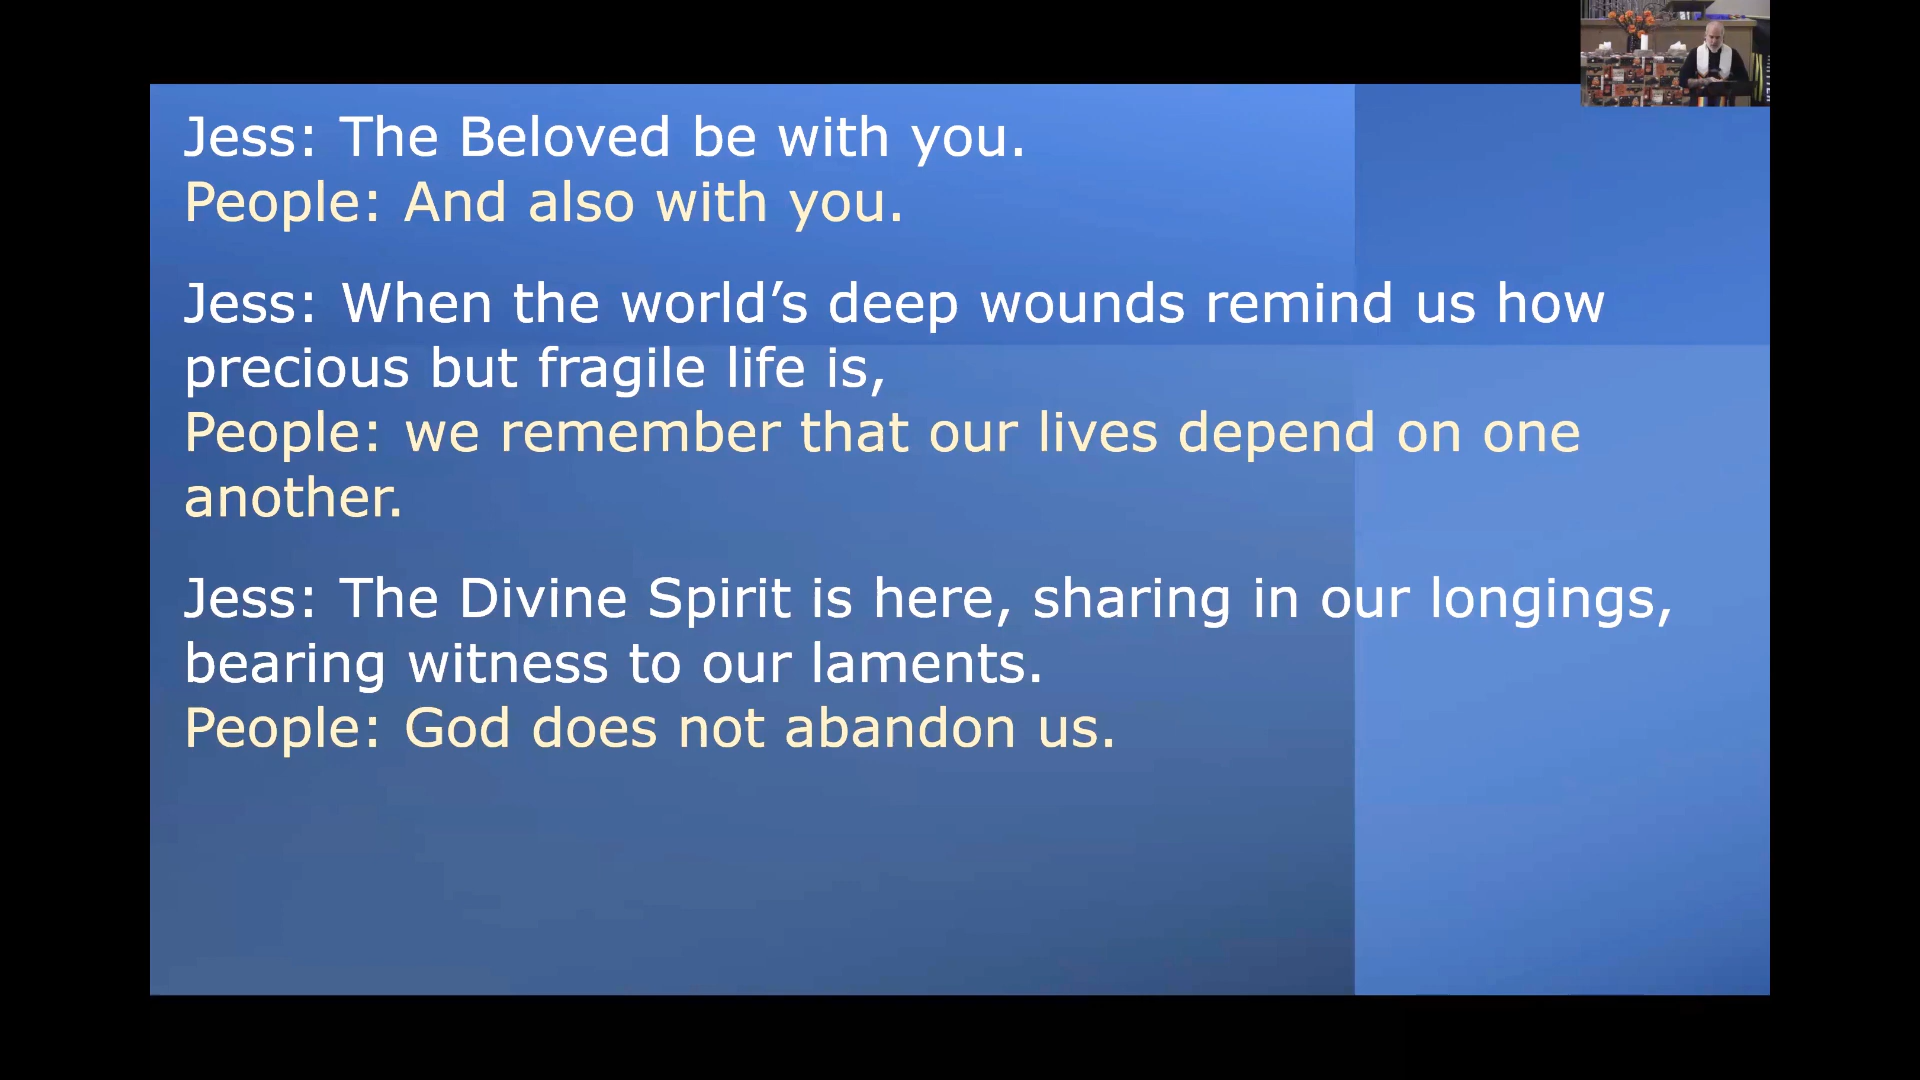 Jess: The Beloved be with you.
People: And also with you.
Jess: When the world’s deep wounds remind us how
precious but fragile life is,
People: we remember that our lives depend on one
another.
Jess: The Divine Spirit is here, sharing in our longings,
bearing witness to our laments.
People: God does not abandon us.